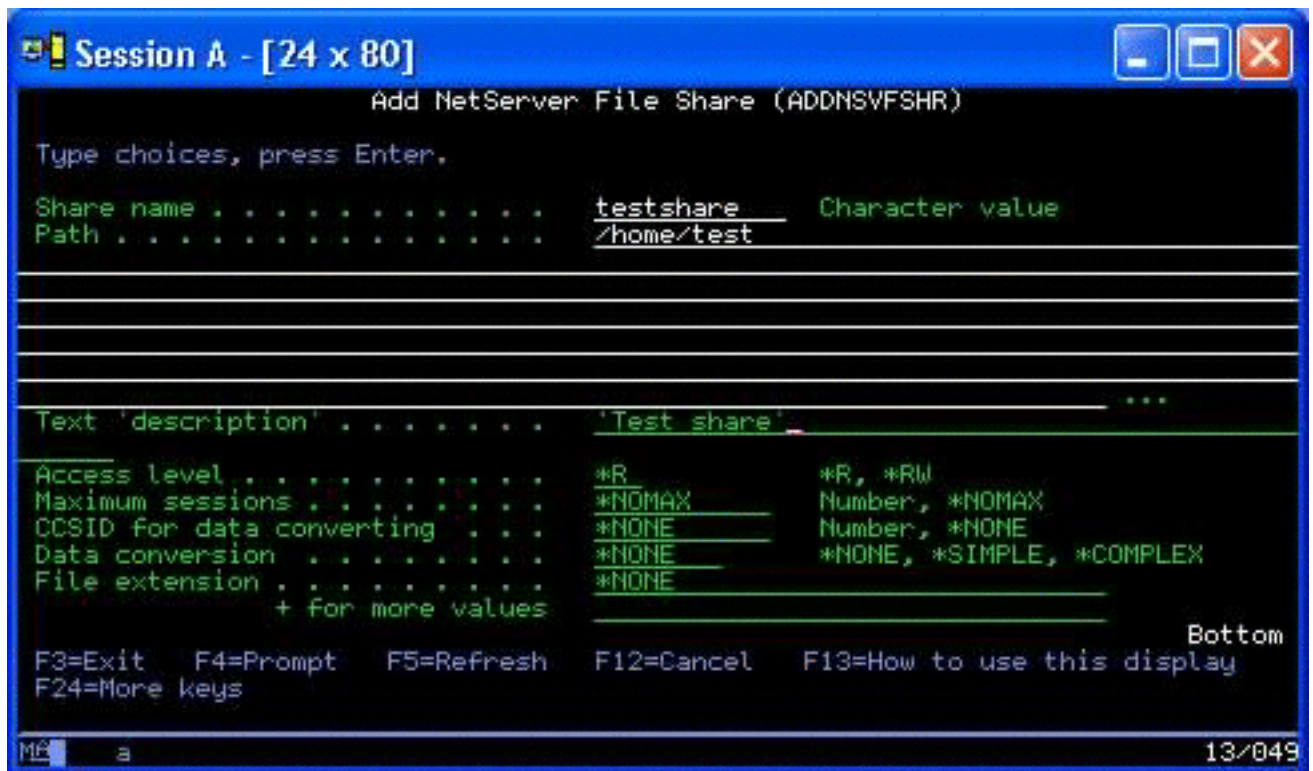 Session A - [24 x 80]
Add NetServer File Share (ADDNSVFSHR)
Type choices, press Enter.
Share name . . . . . . . . . . . testshare Character value
Path . . . . . . . . . . . . . . /home/test
...
Text 'description' . . . . . . . 'Test share'
Access level . . . . . . . . . . *R *R, *RW
Maximum sessions . . . . . . . . *NOMAX Number, *NOMAX
CCSID for data converting . . . *NONE Number, *NONE
Data conversion . . . . . . . . *NONE *NONE, *SIMPLE, *COMPLEX
File extension . . . . . . . . . *NONE
+ for more values
Bottom
F3=Exit F4=Prompt F5=Refresh F12=Cancel F13=How to use this display
F24=More keys
MA a 13/049